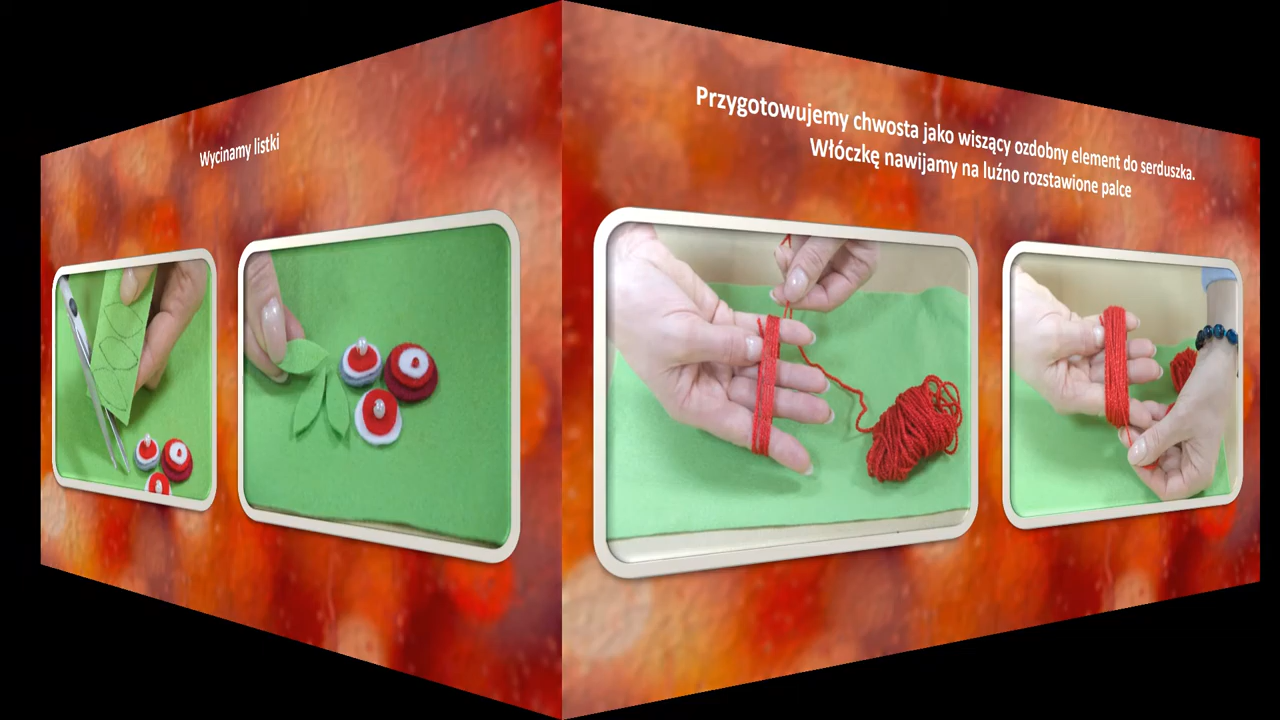 Wycinamy listki
Przygotowujemy chwosta jako wiszący ozdobny element do serduszka.
Włóczkę nawijamy na luźno rozstawione palce